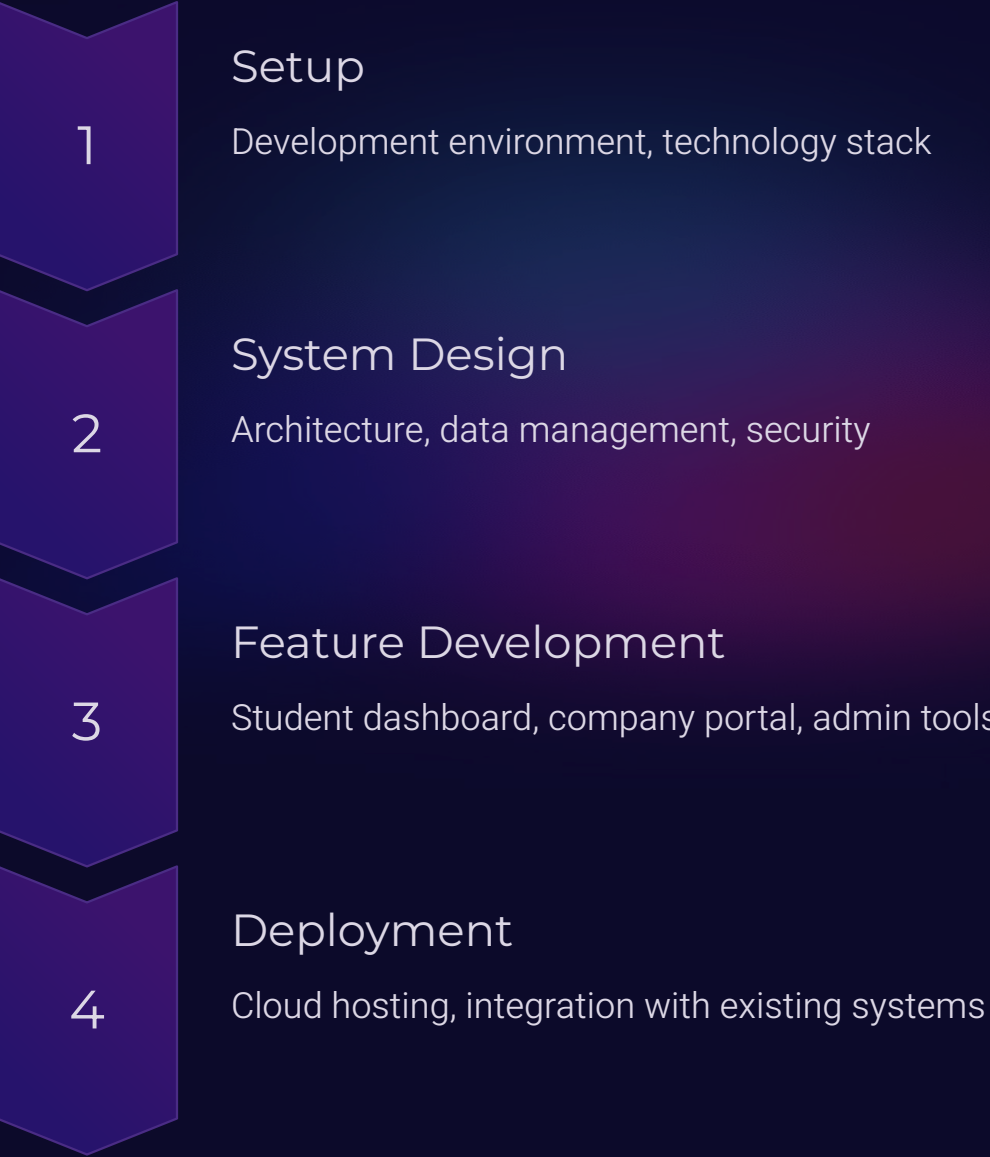 1
Setup
Development environment, technology stack
2
System Design
Architecture, data management, security
3
Feature Development
Student dashboard, company portal, admin tools
4
Deployment
Cloud hosting, integration with existing systems